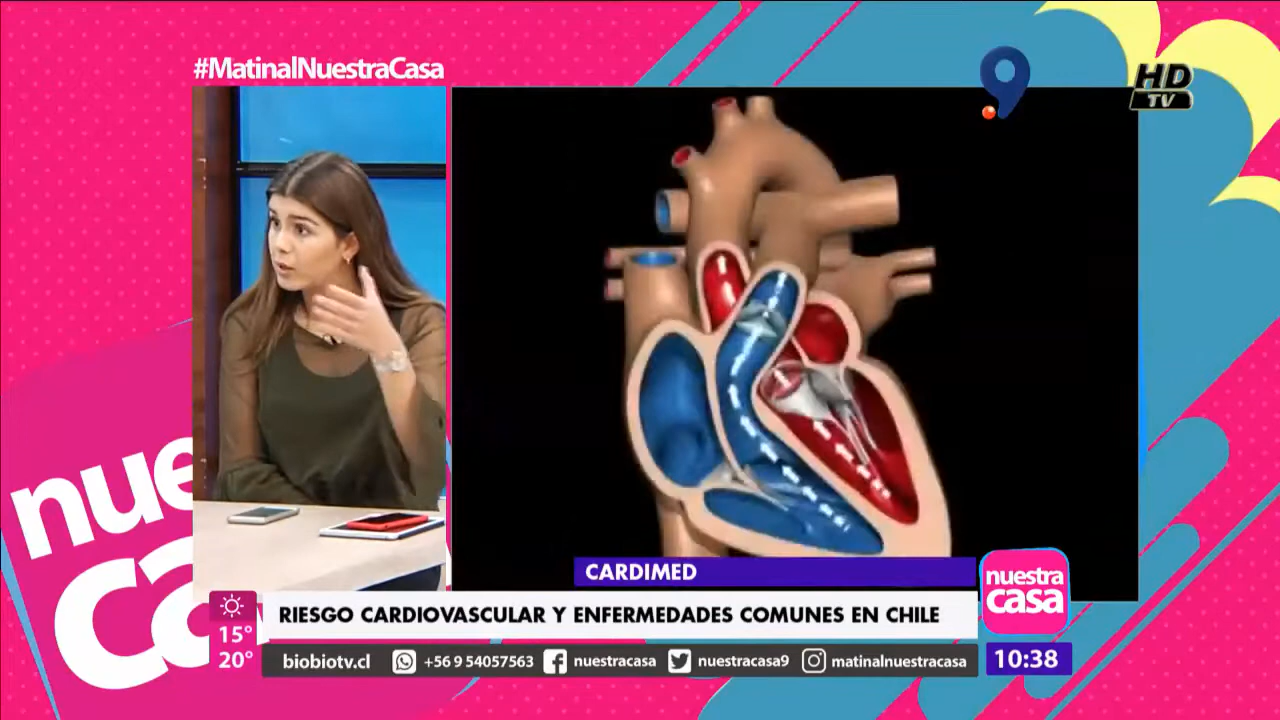 #MatinalNuestraCasa
9
HD
TV
nue
ca
CARDIMED
nuestra
casa
RIESGO CARDIOVASCULAR Y ENFERMEDADES COMUNES EN CHILE
15°
20°
biobiotv.cl +56 9 54057563 nuestracasa nuestracasa9 matinalnuestracasa
10:38